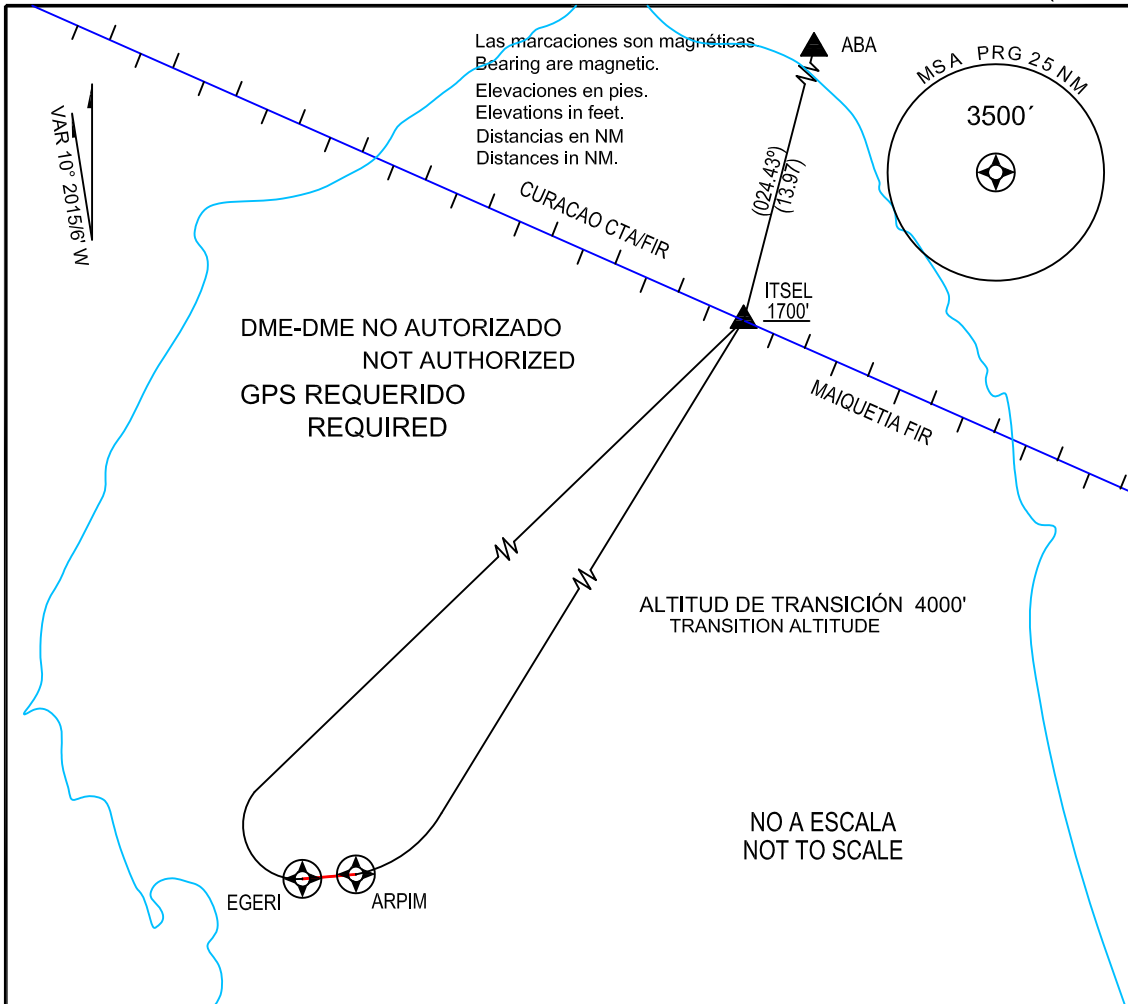 Las marcaciones son magnéticas.
Bearing are magnetic.
Elevaciones en pies.
Elevations in feet.
Distancias en NM
Distances in NM.
ABA
MSA PRG 25 NM
3500´
VAR 10° 2015/6' W
(024.43º)
(13.97)
CURACAO CTA/FIR
ITSEL
1700'
DME-DME NO AUTORIZADO
NOT AUTHORIZED
GPS REQUERIDO
REQUIRED
MAIQUETIA FIR
ALTITUD DE TRANSICIÓN 4000'
TRANSITION ALTITUDE
NO A ESCALA
NOT TO SCALE
EGERI
ARPIM